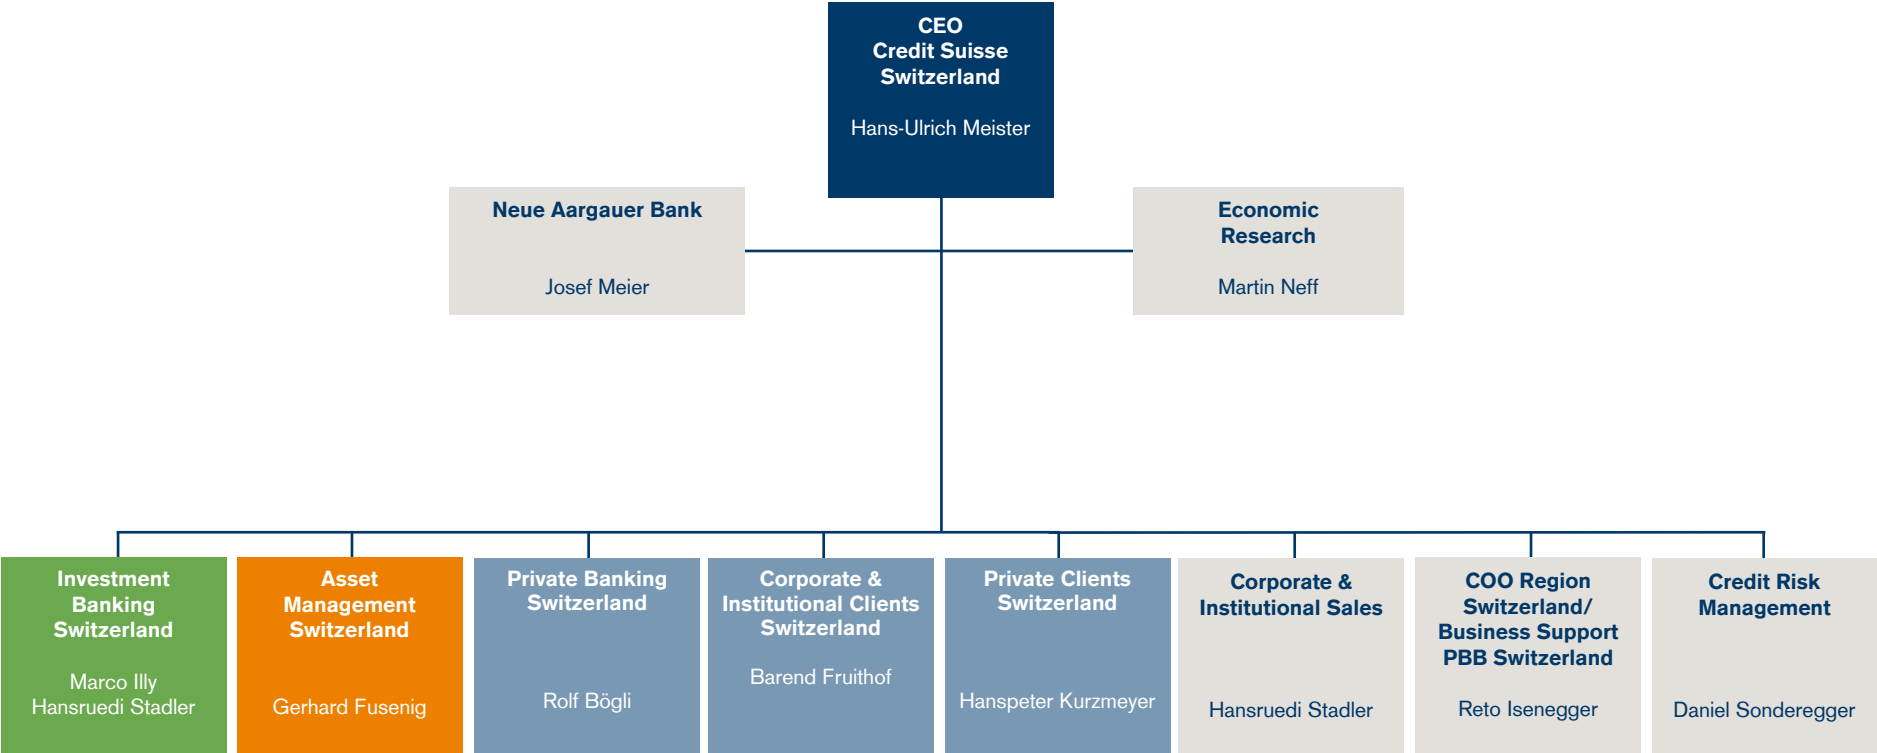 CEO
Credit Suisse
Switzerland
Hans-Ulrich Meister
Neue Aargauer Bank
Josef Meier
Economic
Research
Martin Neff
Investment
Banking
Switzerland
Marco Illy
Hansruedi Stadler
Asset
Management
Switzerland
Gerhard Fusenig
Private Banking
Switzerland
Rolf Bögli
Corporate &
Institutional Clients
Switzerland
Barend Fruithof
Private Clients
Switzerland
Hanspeter Kurzmeyer
Corporate &
Institutional Sales
Hansruedi Stadler
COO Region
Switzerland/
Business Support
PBB Switzerland
Reto Isenegger
Credit Risk
Management
Daniel Sonderegger